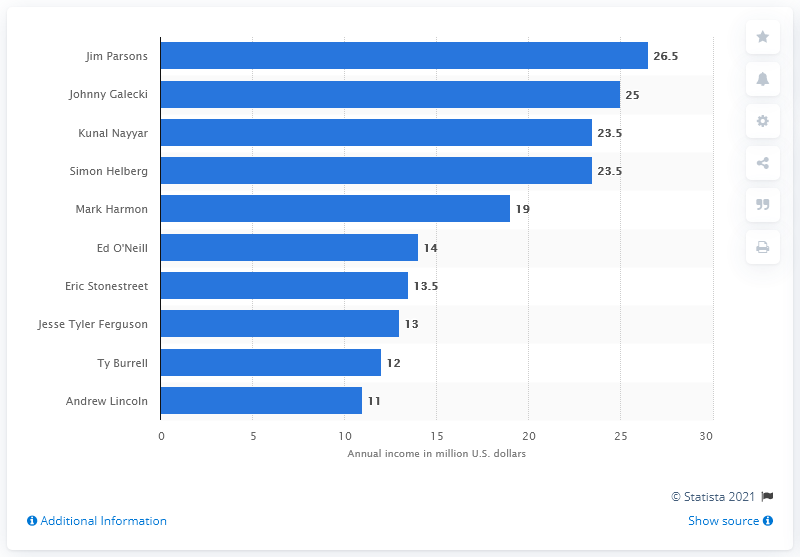 Jim Parsons 26.5
Johnny Galecki 25
Kunal Nayyar 23.5
Simon Helberg 23.5
Mark Harmon 19
Ed O'Neill 14
Eric Stonestreet 13.5
Jesse Tyler Ferguson 13
Ty Burrell 12
Andrew Lincoln 11
0 5 10 15 20 25 30
Annual income in million U.S. dollars
© Statista 2021
Additional Information
Show source